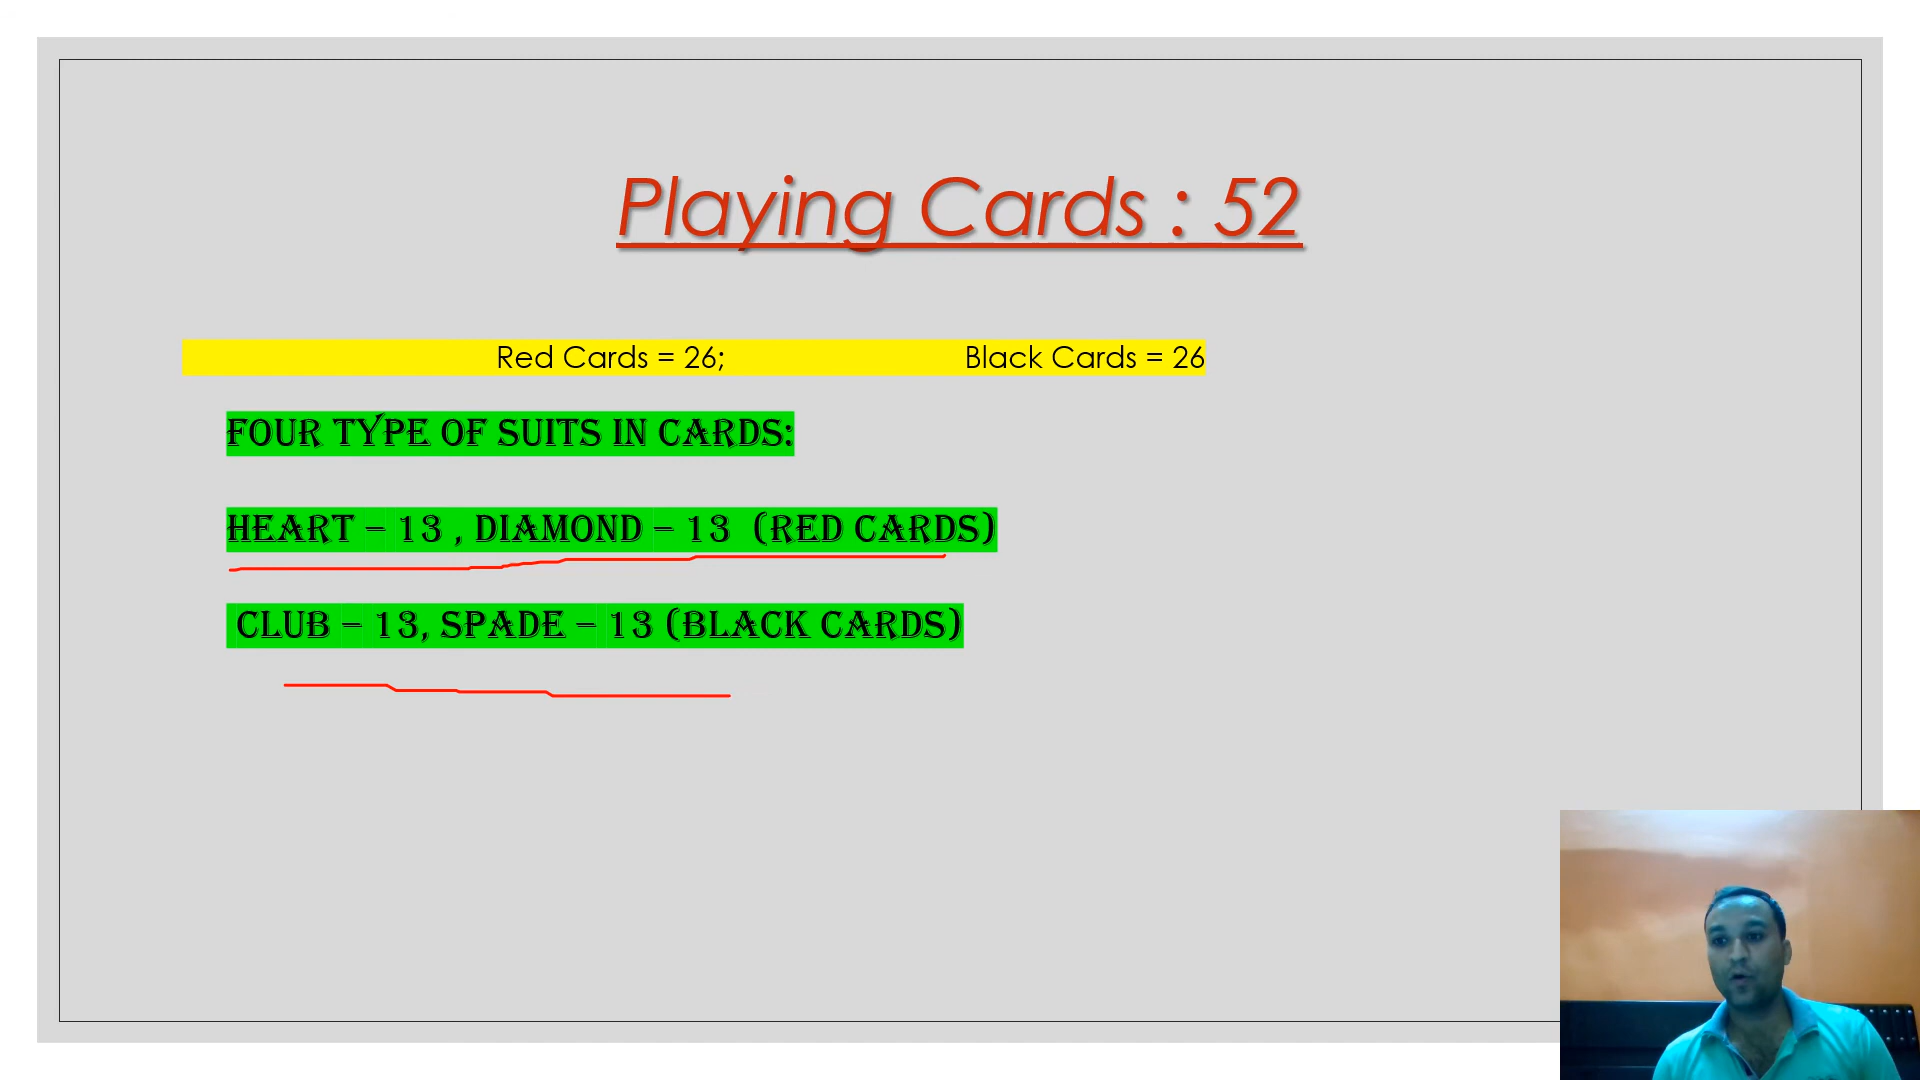 Playing Cards : 52
Red Cards = 26; Black Cards = 26
FOUR TYPE OF SUITS IN CARDS:
HEART – 13 , DIAMOND – 13 (RED CARDS)
CLUB – 13, SPADE – 13 (BLACK CARDS)